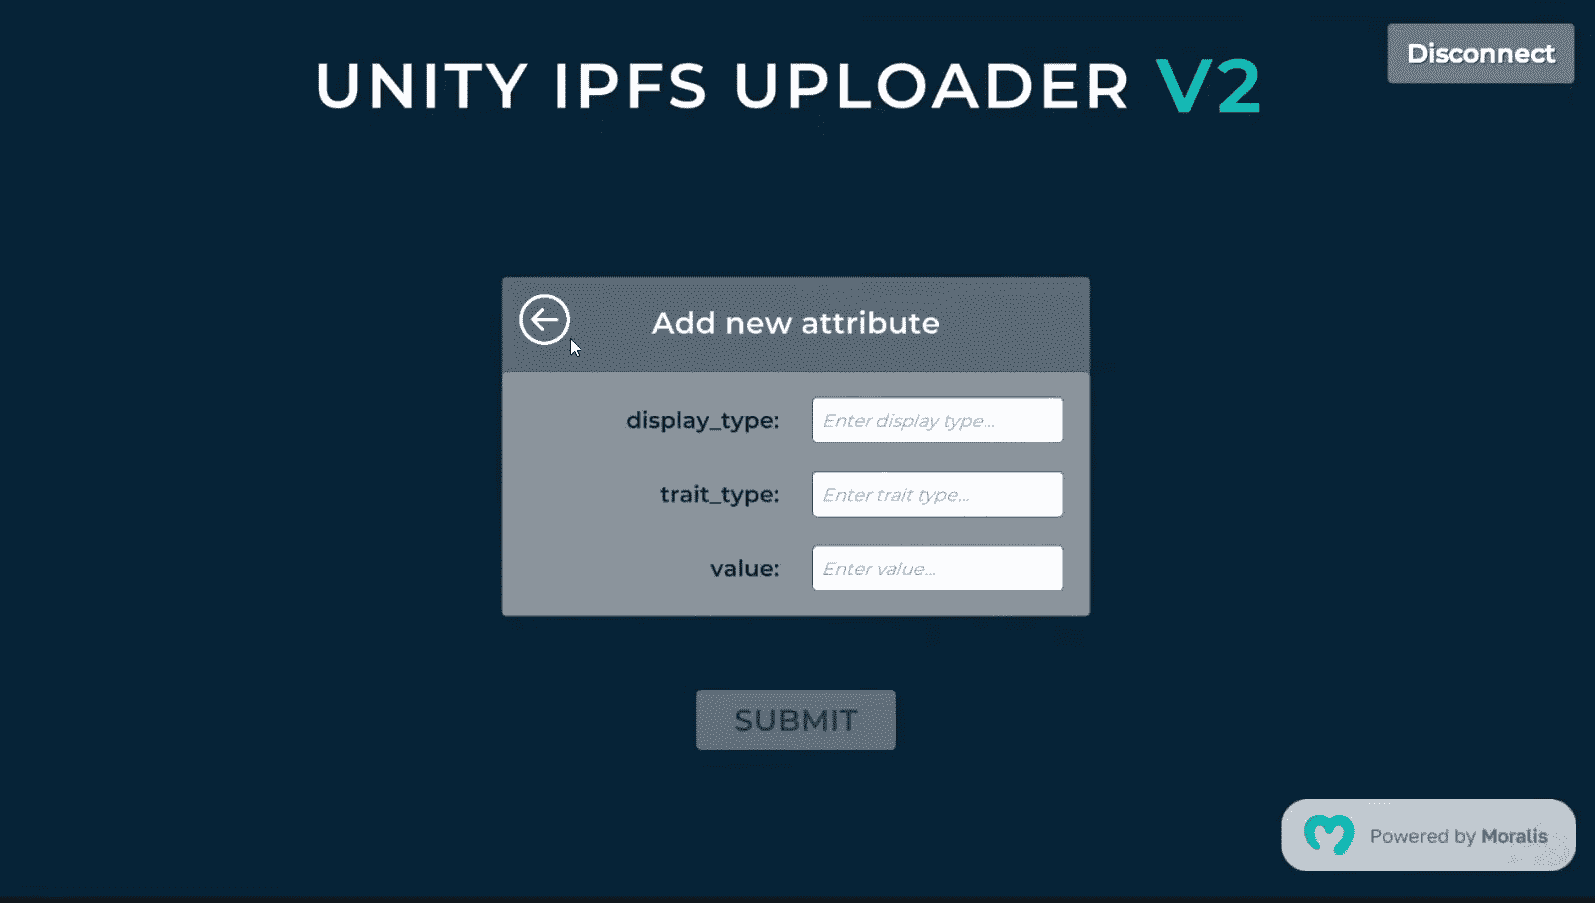 Disconnect
UNITY IPFS UPLOADER V2
Add new attribute
display_type: Enter display type...
trait_type: Enter trait type...
value: Enter value...
SUBMIT
Powered by Moralis